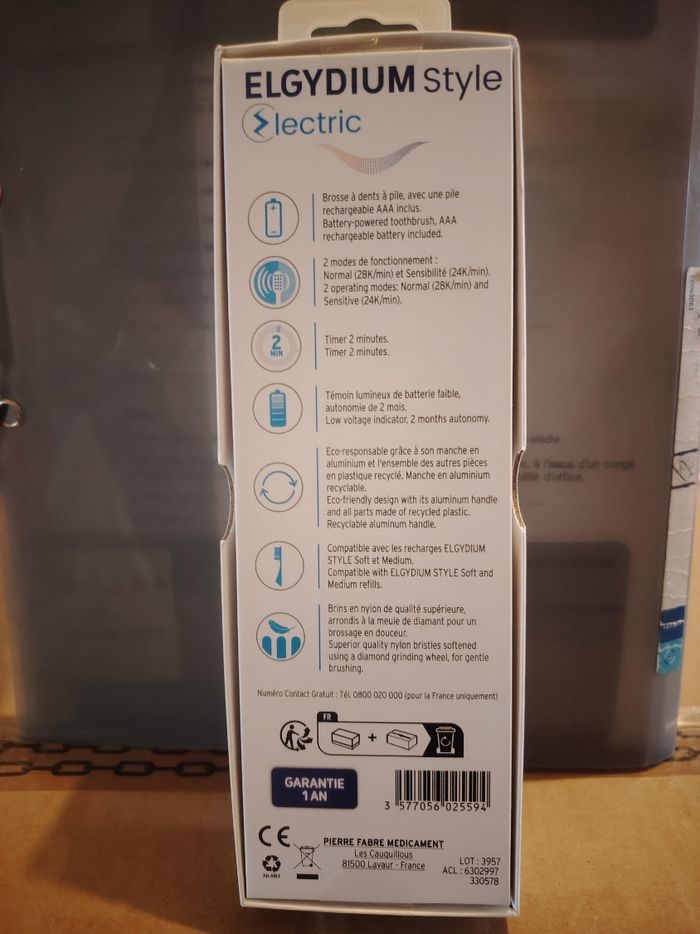 ELGYDIUM Style
lectric
Brosse à dents à pile, avec une pile
rechargeable AAA inclus.
Battery-powered toothbrush, AAA
rechargeable battery included.
2 modes de fonctionnement :
Normal (28K/min) et Sensibilité (24K/min).
2 operating modes: Normal (28K/min) and
Sensitive (24K/min).
2
MIN
Timer 2 minutes.
Timer 2 minutes.
Témoin lumineux de batterie faible,
autonomie de 2 mois.
Low voltage indicator, 2 months autonomy.
Eco-responsable grâce à son manche en
aluminium et l'ensemble des autres pièces
en plastique recyclé. Manche en aluminium
recyclable.
Eco-friendly design with its aluminum handle
and all parts made of recycled plastic.
Recyclable aluminum handle.
Compatible avec les recharges ELGYDIUM
STYLE Soft et Medium.
Compatible with ELGYDIUM STYLE Soft and
Medium refills.
Brins en nylon de qualité supérieure,
arrondis à la meule de diamant pour un
brossage en douceur.
Superior quality nylon bristles softened
using a diamond grinding wheel, for gentle
brushing.
Numéro Contact Gratuit : Tél. 0800 020 000 (pour la France uniquement)
FR
+
GARANTIE
1 AN
3 577056 025594
CE
NI-MH
PIERRE FABRE MEDICAMENT
Les Cauquillous
81500 Lavaur - France
LOT : 3957
ACL : 6302997
330578
à l'issue d'un congé
d'office.